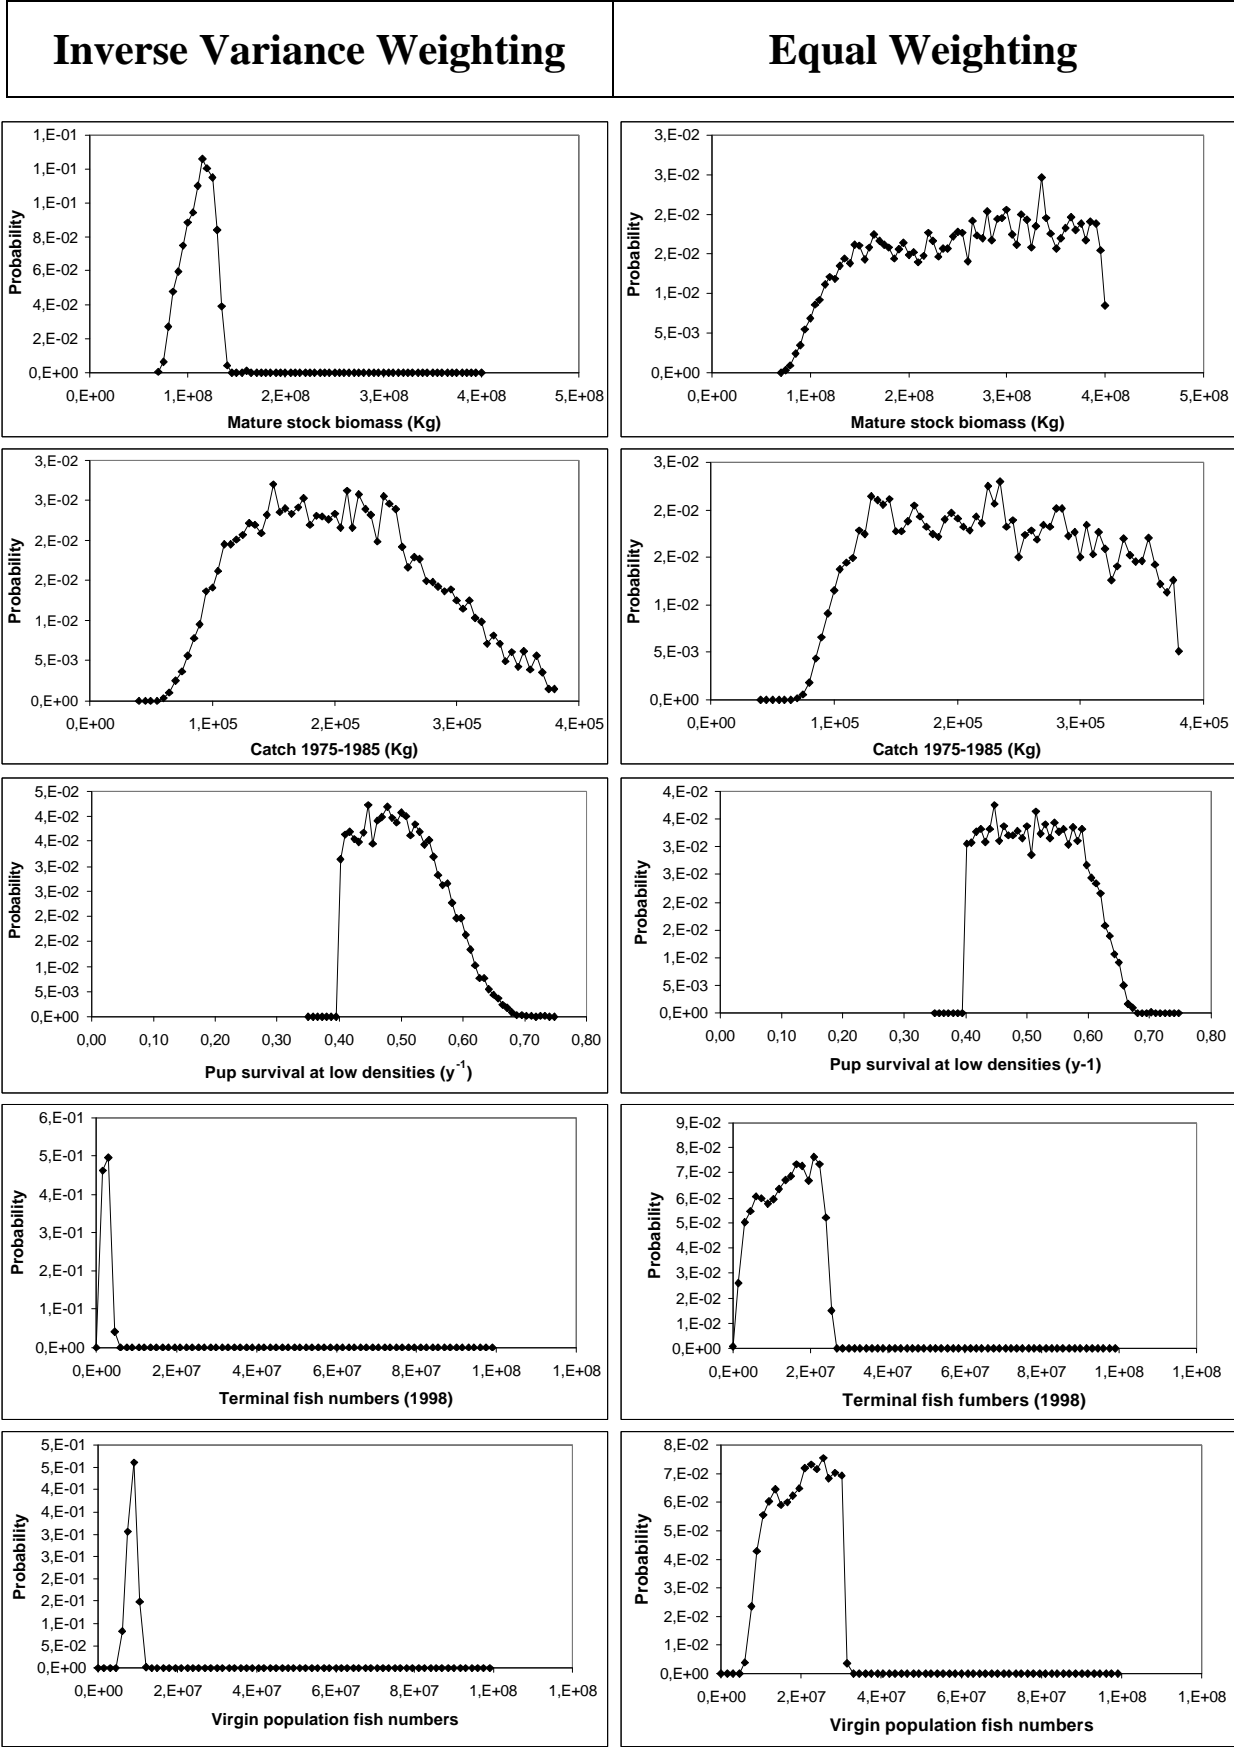 Inverse Variance Weighting
Equal Weighting
1,E-01
1,E-01
1,E-01
8,E-02
6,E-02
4,E-02
2,E-02
0,E+00
Probability
0,E+00 1,E+08 2,E+08 3,E+08 4,E+08 5,E+08
Mature stock biomass (Kg)
3,E-02
3,E-02
2,E-02
2,E-02
1,E-02
5,E-03
0,E+00
Probability
0,E+00 1,E+08 2,E+08 3,E+08 4,E+08 5,E+08
Mature stock biomass (Kg)
3,E-02
3,E-02
2,E-02
2,E-02
1,E-02
5,E-03
0,E+00
Probability
0,E+00 1,E+05 2,E+05 3,E+05 4,E+05
Catch 1975-1985 (Kg)
3,E-02
2,E-02
2,E-02
1,E-02
5,E-03
0,E+00
Probability
0,E+00 1,E+05 2,E+05 3,E+05 4,E+05
Catch 1975-1985 (Kg)
5,E-02
4,E-02
4,E-02
3,E-02
3,E-02
2,E-02
2,E-02
1,E-02
5,E-03
0,E+00
Probability
0,00 0,10 0,20 0,30 0,40 0,50 0,60 0,70 0,80
Pup survival at low densities (y-1)
4,E-02
4,E-02
3,E-02
3,E-02
2,E-02
2,E-02
1,E-02
5,E-03
0,E+00
Probability
0,00 0,10 0,20 0,30 0,40 0,50 0,60 0,70 0,80
Pup survival at low densities (y-1)
6,E-01
5,E-01
4,E-01
3,E-01
2,E-01
1,E-01
0,E+00
Probability
0,E+00 2,E+07 4,E+07 6,E+07 8,E+07 1,E+08 1,E+08
Terminal fish numbers (1998)
9,E-02
8,E-02
7,E-02
6,E-02
5,E-02
4,E-02
3,E-02
2,E-02
1,E-02
0,E+00
Probability
0,E+00 2,E+07 4,E+07 6,E+07 8,E+07 1,E+08 1,E+08
Terminal fish fumbers (1998)
5,E-01
5,E-01
4,E-01
4,E-01
3,E-01
3,E-01
2,E-01
2,E-01
1,E-01
5,E-02
0,E+00
Probability
0,E+00 2,E+07 4,E+07 6,E+07 8,E+07 1,E+08 1,E+08
Virgin population fish numbers
8,E-02
7,E-02
6,E-02
5,E-02
4,E-02
3,E-02
2,E-02
1,E-02
0,E+00
Probability
0,E+00 2,E+07 4,E+07 6,E+07 8,E+07 1,E+08 1,E+08
Virgin population fish numbers